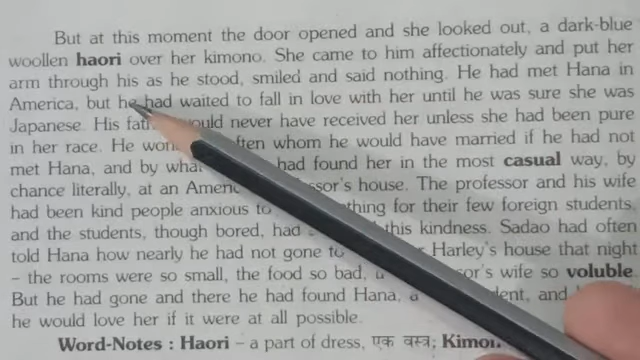 But at this moment the door opened and she looked out, a dark-blue
woollen haori over her kimono. She came to him affectionately and put her
arm through his as he stood, smiled and said nothing. He had met Hana in
America, but he had waited to fall in love with her until he was sure she was
Japanese. His would never have received her unless she had been pure
in her race. He often whom he would have married if he had not
met Hana, and by what had found her in the most casual way, by
chance literally, at an house. The professor and his wife
had been kind people anxious to for their few foreign students,
and the students, though bored, had this kindness. Sadao had often
told Hana how nearly he had not gone to Harley's house that night
– the rooms were so small, the food so bad, wife so voluble.
But he had gone and there he had found Hana, a and
he would love her if it were at all possible.
Word-Notes : Haori – a part of dress, एक वस्त्र; Kimon